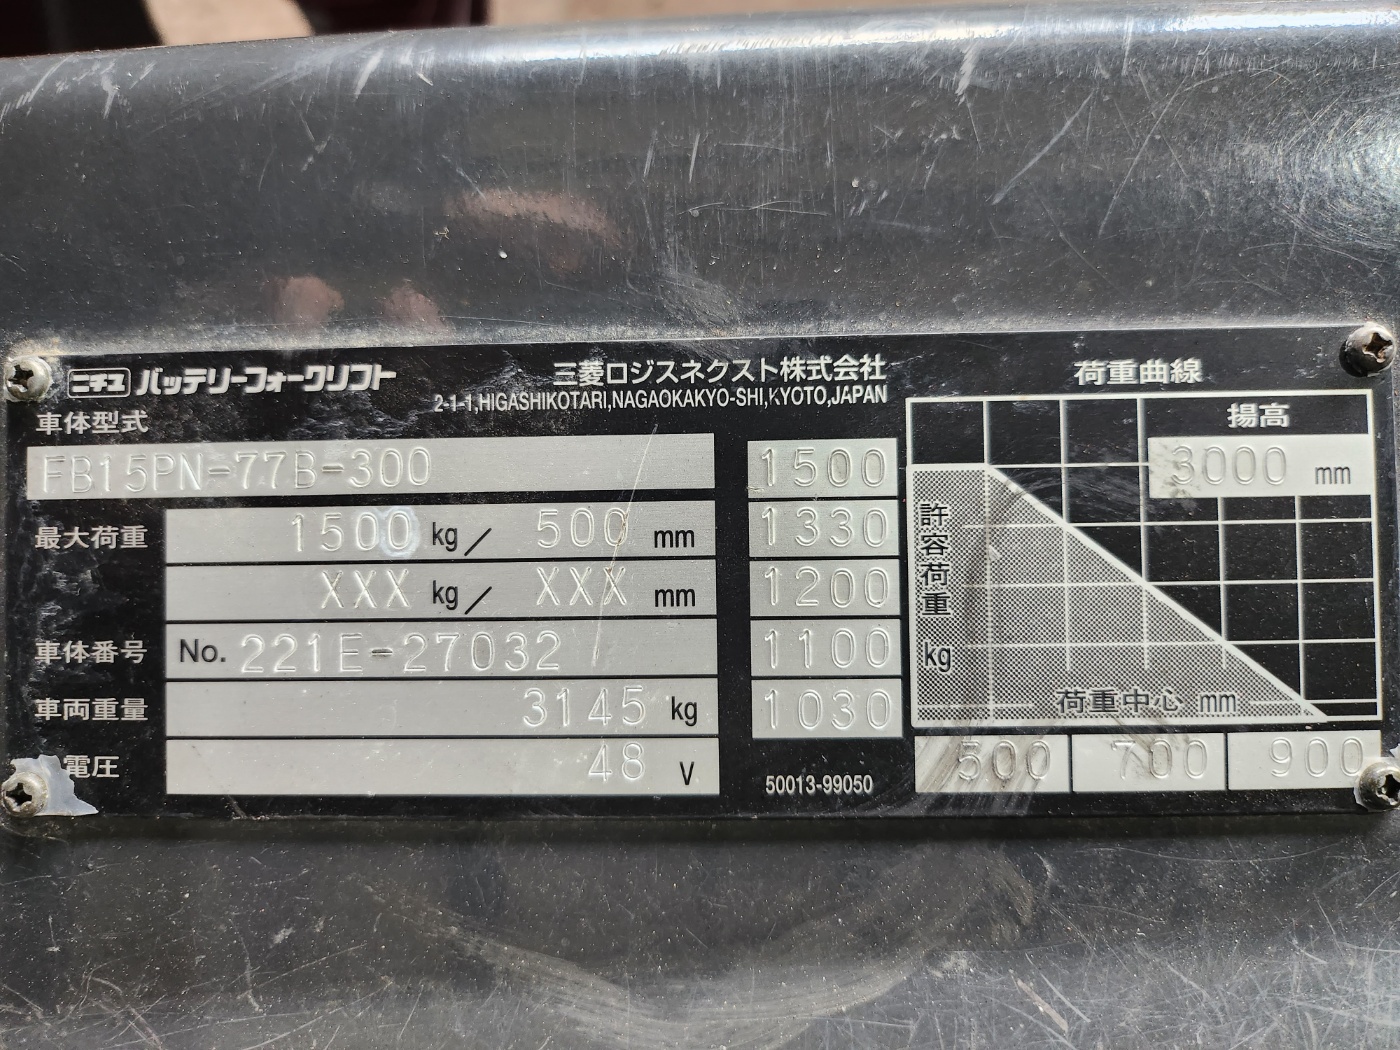 ニチユ バッテリーフォークリフト
三菱ロジスネクスト株式会社
2-1-1,HIGASHIKOTARI,NAGAOKAKYO-SHI,KYOTO,JAPAN
車体型式
FB15PN-77B-300
最大荷重 1500 kg／ 500 mm
XXX kg／ XXX mm
車体番号 No. 221E-27032
車両重量 3145 kg
電圧 48 V
1500
1330
1200
1100
1030
50013-99050
荷重曲線
揚高
3000 mm
許容荷重 kg
荷重中心 mm
500 700 900